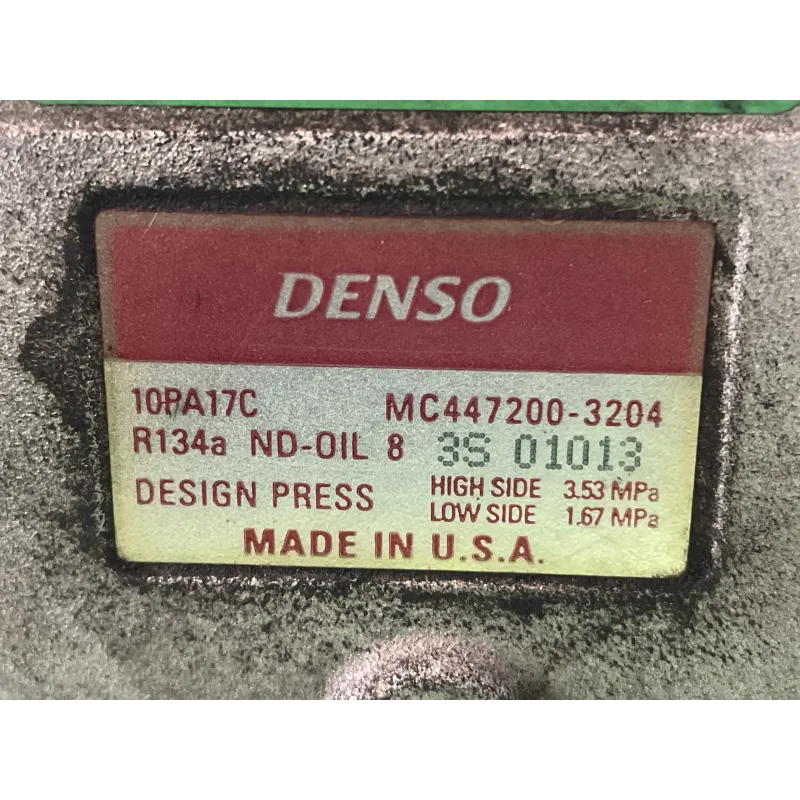 DENSO
10PA17C MC447200-3204
R134a ND-OIL 8 3S 01013
DESIGN PRESS HIGH SIDE 3.53 MPa
LOW SIDE 1.67 MPa
MADE IN U.S.A.